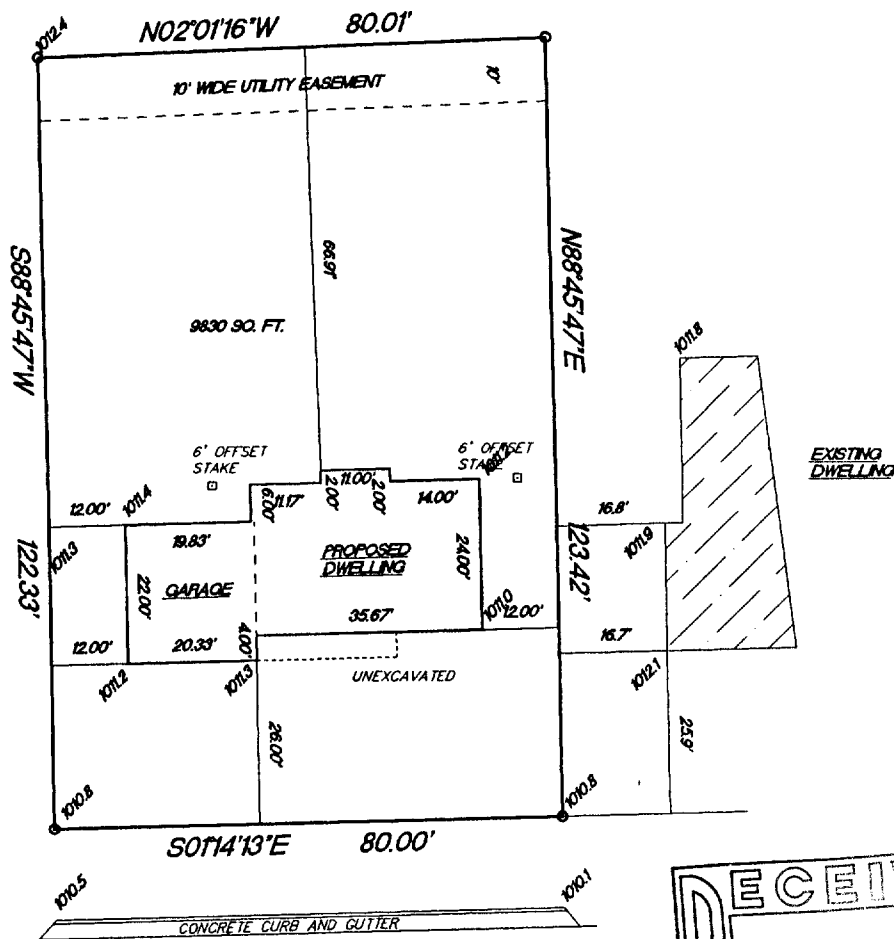 1012.4
N02°01'16"W 80.01'
10' WIDE UTILITY EASEMENT
10'
S88°45'47"W
122.33'
66.91'
N88°45'47"E
123.42'
9830 SQ. FT.
6' OFFSET
STAKE
6' OFFSET
STAKE
1011.8
EXISTING
DWELLING
12.00'
1011.4
1011.3
19.83'
6.00'
11.17'
2.00'
11.00'
2.00'
14.00'
16.8'
1011.9
22.00'
GARAGE
PROPOSED
DWELLING
24.00'
35.67'
1011.0
12.00'
16.7'
12.00'
1011.2
20.33'
4.00'
1011.3
UNEXCAVATED
1012.1
26.00'
25.9'
1010.8
1010.8
S01°14'13"E 80.00'
1010.5
1010.1
CONCRETE CURB AND GUTTER